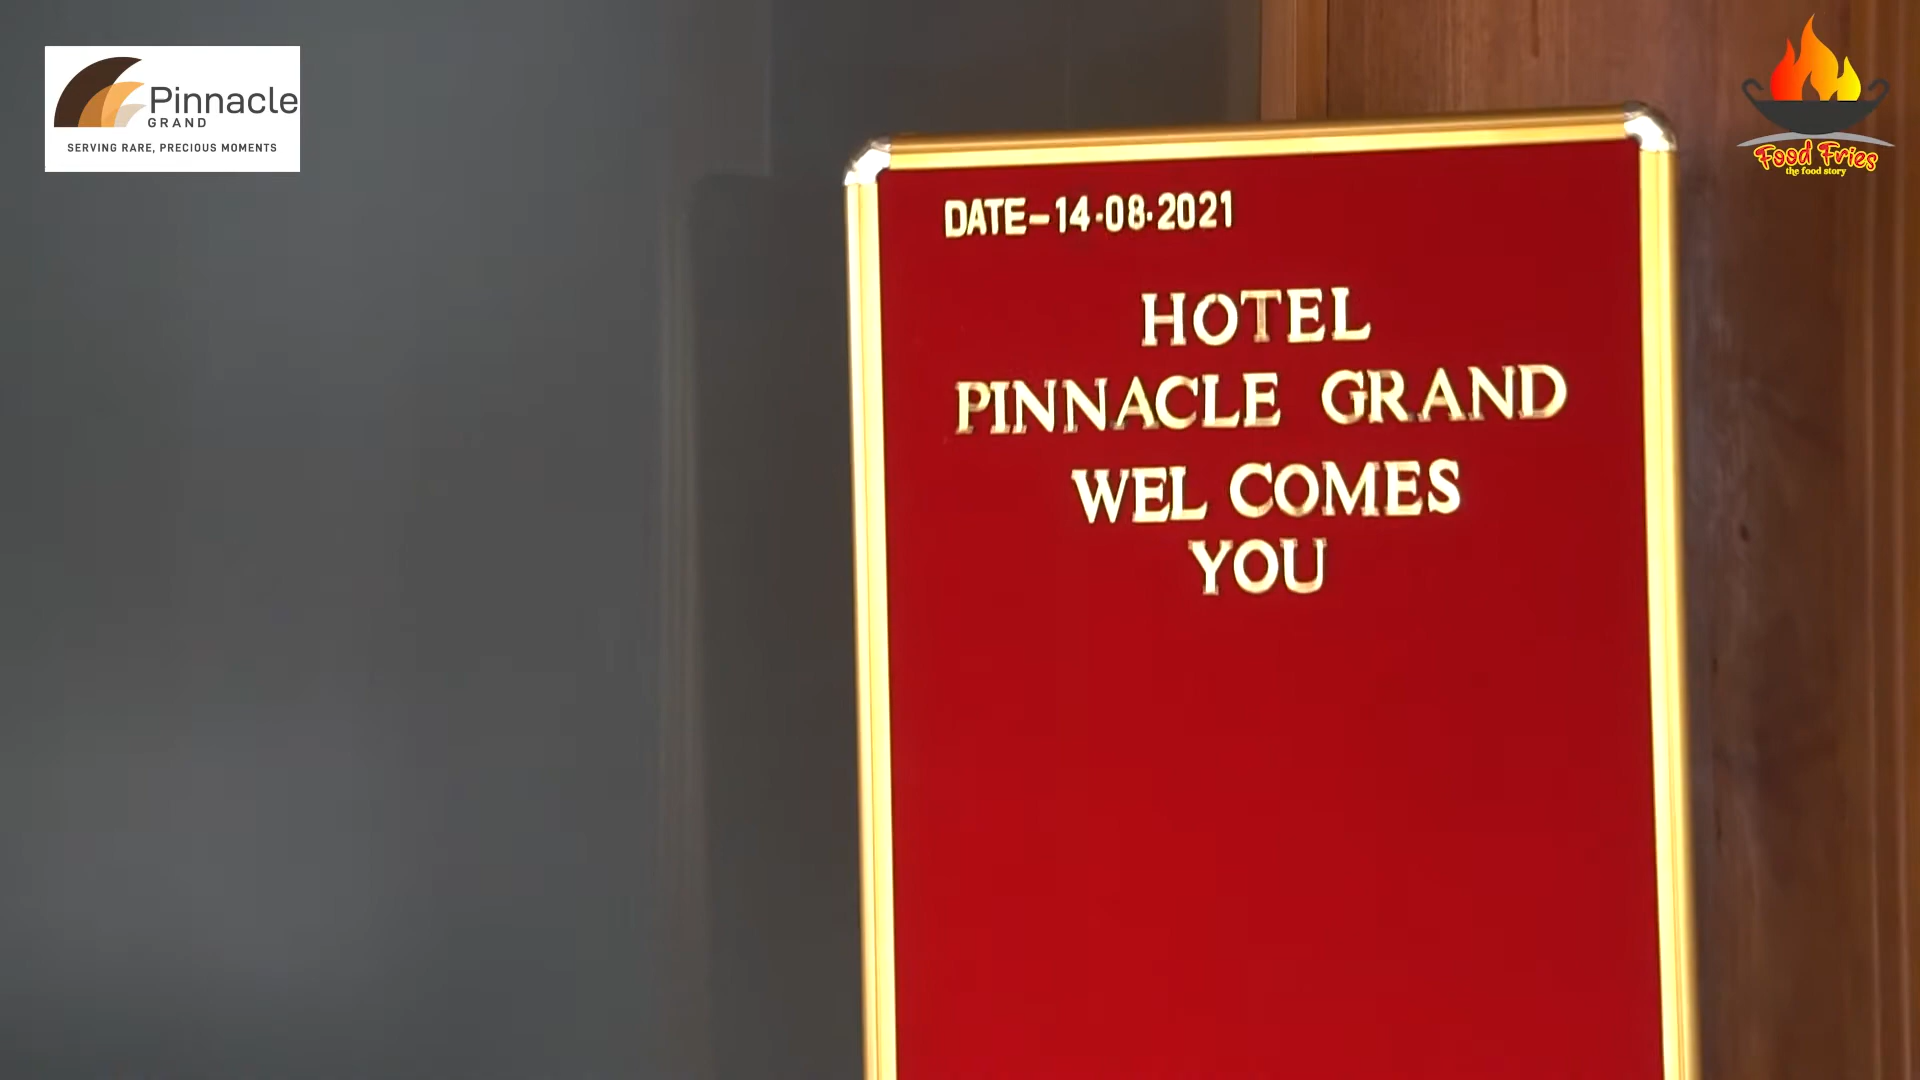 Pinnacle
GRAND
SERVING RARE, PRECIOUS MOMENTS
Food Fries
the food story
DATE-14-08-2021
HOTEL
PINNACLE GRAND
WEL COMES
YOU